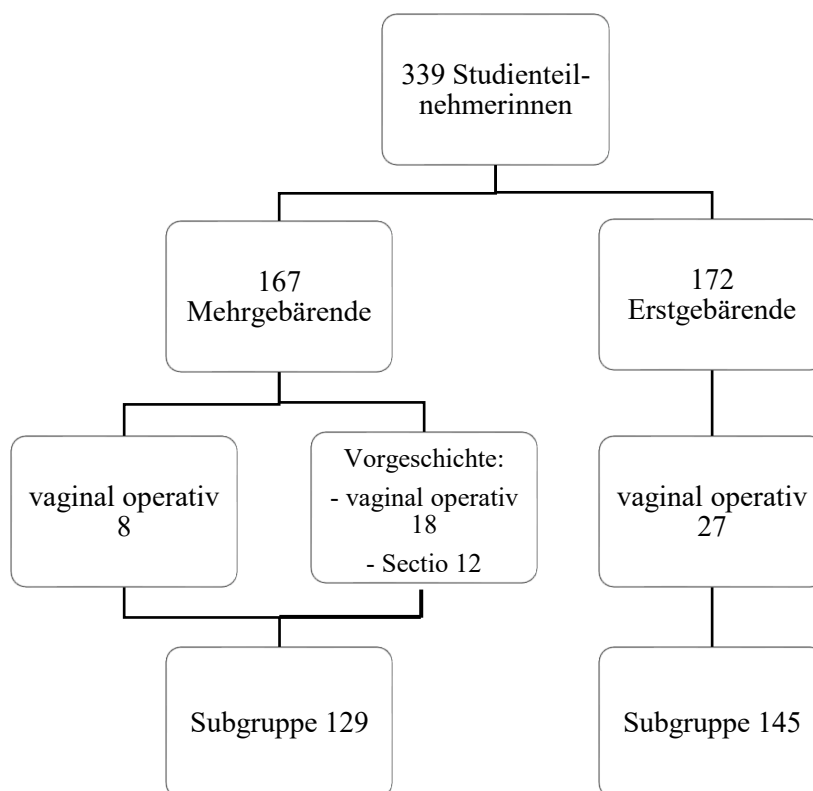 339 Studienteil-
nehmerinnen
167
Mehrgebärende
172
Erstgebärende
vaginal operativ
8
Vorgeschichte:
- vaginal operativ
18
- Sectio 12
vaginal operativ
27
Subgruppe 129
Subgruppe 145